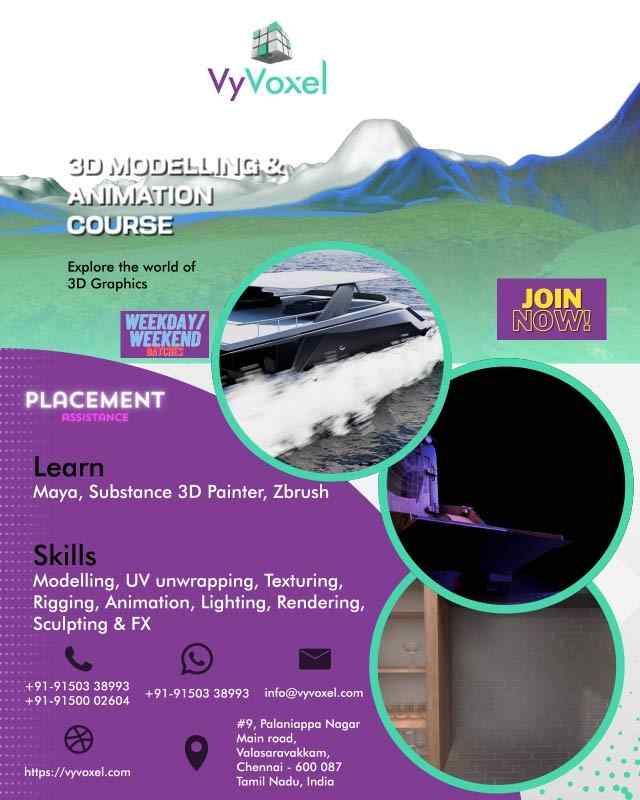 VyVoxel
3D MODELLING &
ANIMATION
COURSE
Explore the world of
3D Graphics
WEEKDAY/
WEEKEND
BATCHES
JOIN
NOW!
PLACEMENT
ASSISTANCE
Learn
Maya, Substance 3D Painter, Zbrush
Skills
Modelling, UV unwrapping, Texturing,
Rigging, Animation, Lighting, Rendering,
Sculpting & FX
+91-91503 38993
+91-91500 02604
+91-91503 38993
info@vyvoxel.com
https://vyvoxel.com
#9, Palaniappa Nagar
Main road,
Valasaravakkam,
Chennai - 600 087
Tamil Nadu, India